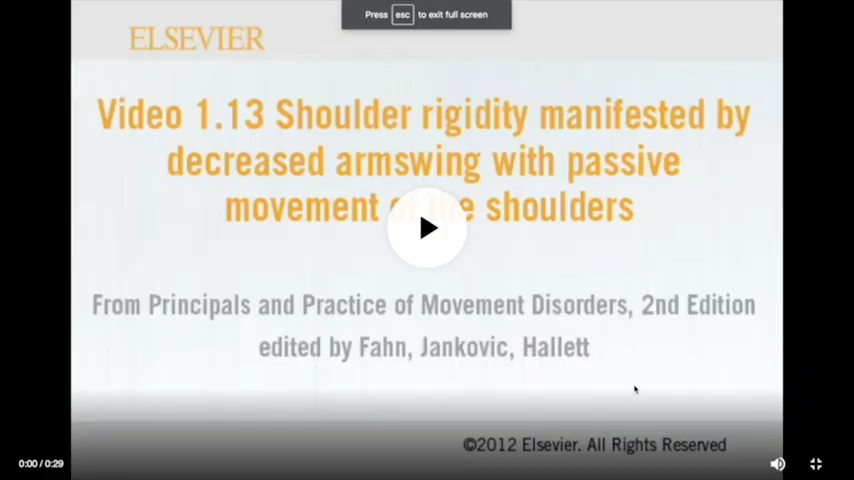 Press esc to exit full screen
ELSEVIER
Video 1.13 Shoulder rigidity manifested by
decreased armswing with passive
movement of the shoulders
From Principals and Practice of Movement Disorders, 2nd Edition
edited by Fahn, Jankovic, Hallett
©2012 Elsevier. All Rights Reserved
0:00 / 0:29